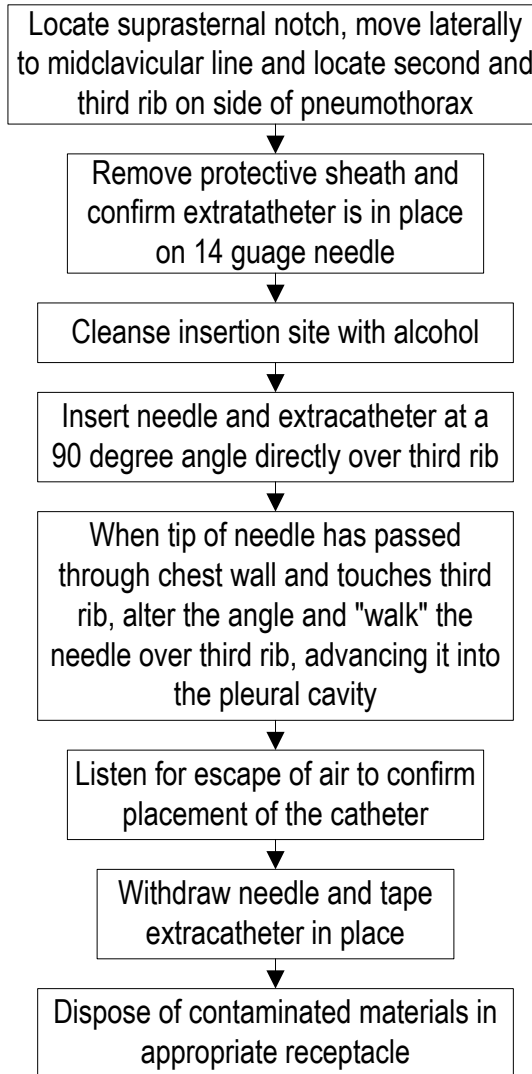 Locate suprasternal notch, move laterally
to midclavicular line and locate second and
third rib on side of pneumothorax
Remove protective sheath and
confirm extratatheter is in place
on 14 guage needle
Cleanse insertion site with alcohol
Insert needle and extracatheter at a
90 degree angle directly over third rib
When tip of needle has passed
through chest wall and touches third
rib, alter the angle and "walk" the
needle over third rib, advancing it into
the pleural cavity
Listen for escape of air to confirm
placement of the catheter
Withdraw needle and tape
extracatheter in place
Dispose of contaminated materials in
appropriate receptacle